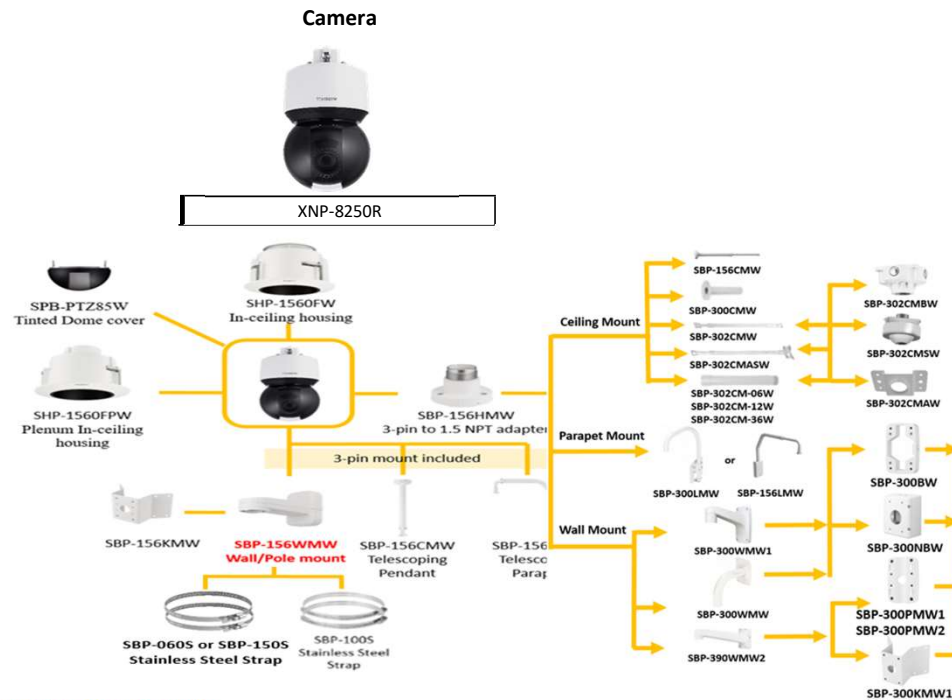 Camera
XNP-8250R
SPB-PTZ85W
Tinted Dome cover
SHP-1560FW
In-ceiling housing
SHP-1560FPW
Plenum In-ceiling
housing
SBP-156HMW
3-pin to 1.5 NPT adapter
3-pin mount included
SBP-156KMW
SBP-156WMW
Wall/Pole mount
SBP-156CMW
Telescoping
Pendant
SBP-156
Telesco
Parap
SBP-060S or SBP-150S
Stainless Steel Strap
SBP-100S
Stainless Steel
Strap
Ceiling Mount
SBP-156CMW
SBP-300CMW
SBP-302CMW
SBP-302CMASW
SBP-302CM-06W
SBP-302CM-12W
SBP-302CM-36W
SBP-302CMBW
SBP-302CMSW
SBP-302CMAW
Parapet Mount
SBP-300LMW
or
SBP-156LMW
Wall Mount
SBP-300WMW1
SBP-300WMW
SBP-390WMW2
SBP-300BW
SBP-300NBW
SBP-300PMW1
SBP-300PMW2
SBP-300KMW1